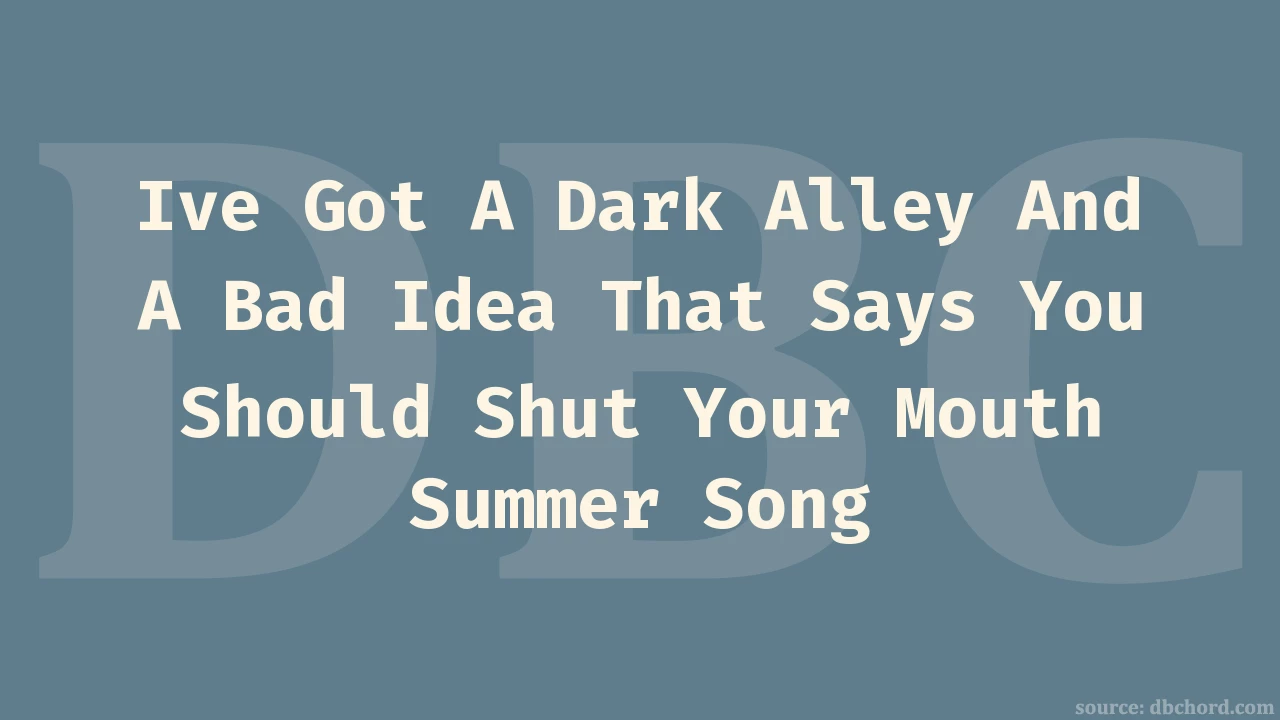 DBC
Ive Got A Dark Alley And
A Bad Idea That Says You
Should Shut Your Mouth
Summer Song
source: dbchord.com